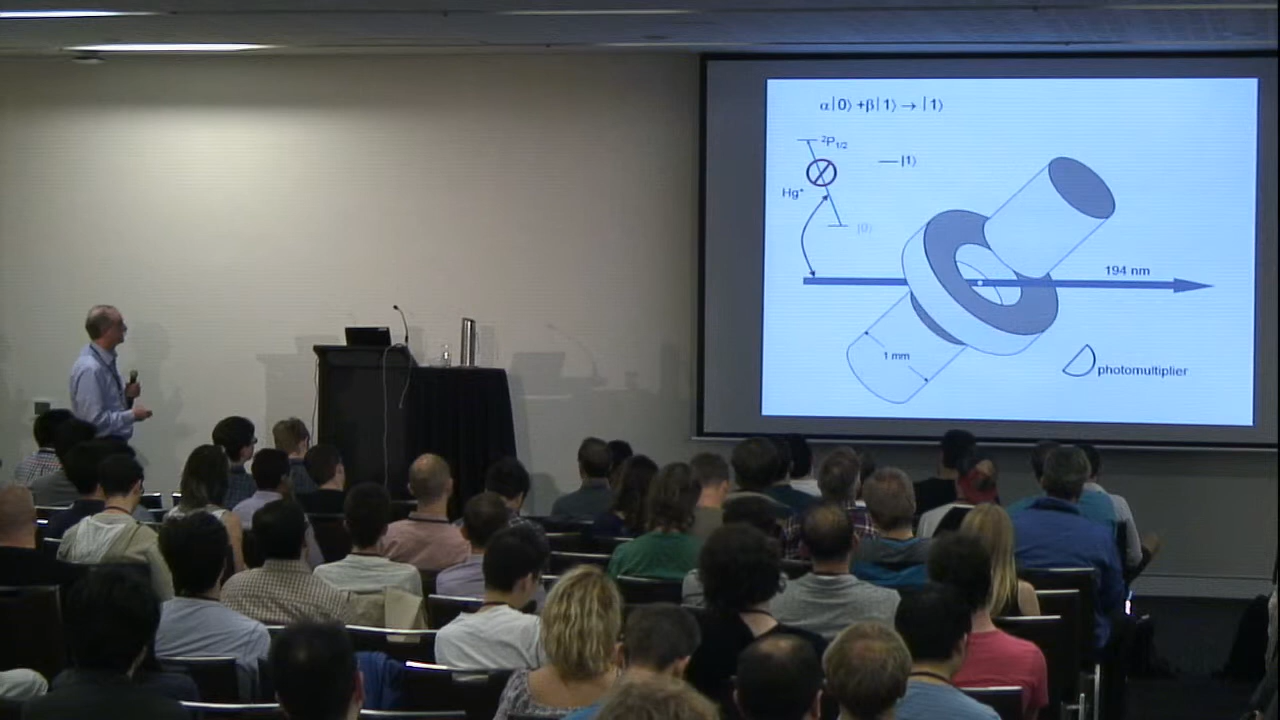 α|0⟩ +β|1⟩ → |1⟩
²P₁/₂
|1⟩
Hg⁺
|0⟩
194 nm
1 mm
photomultiplier